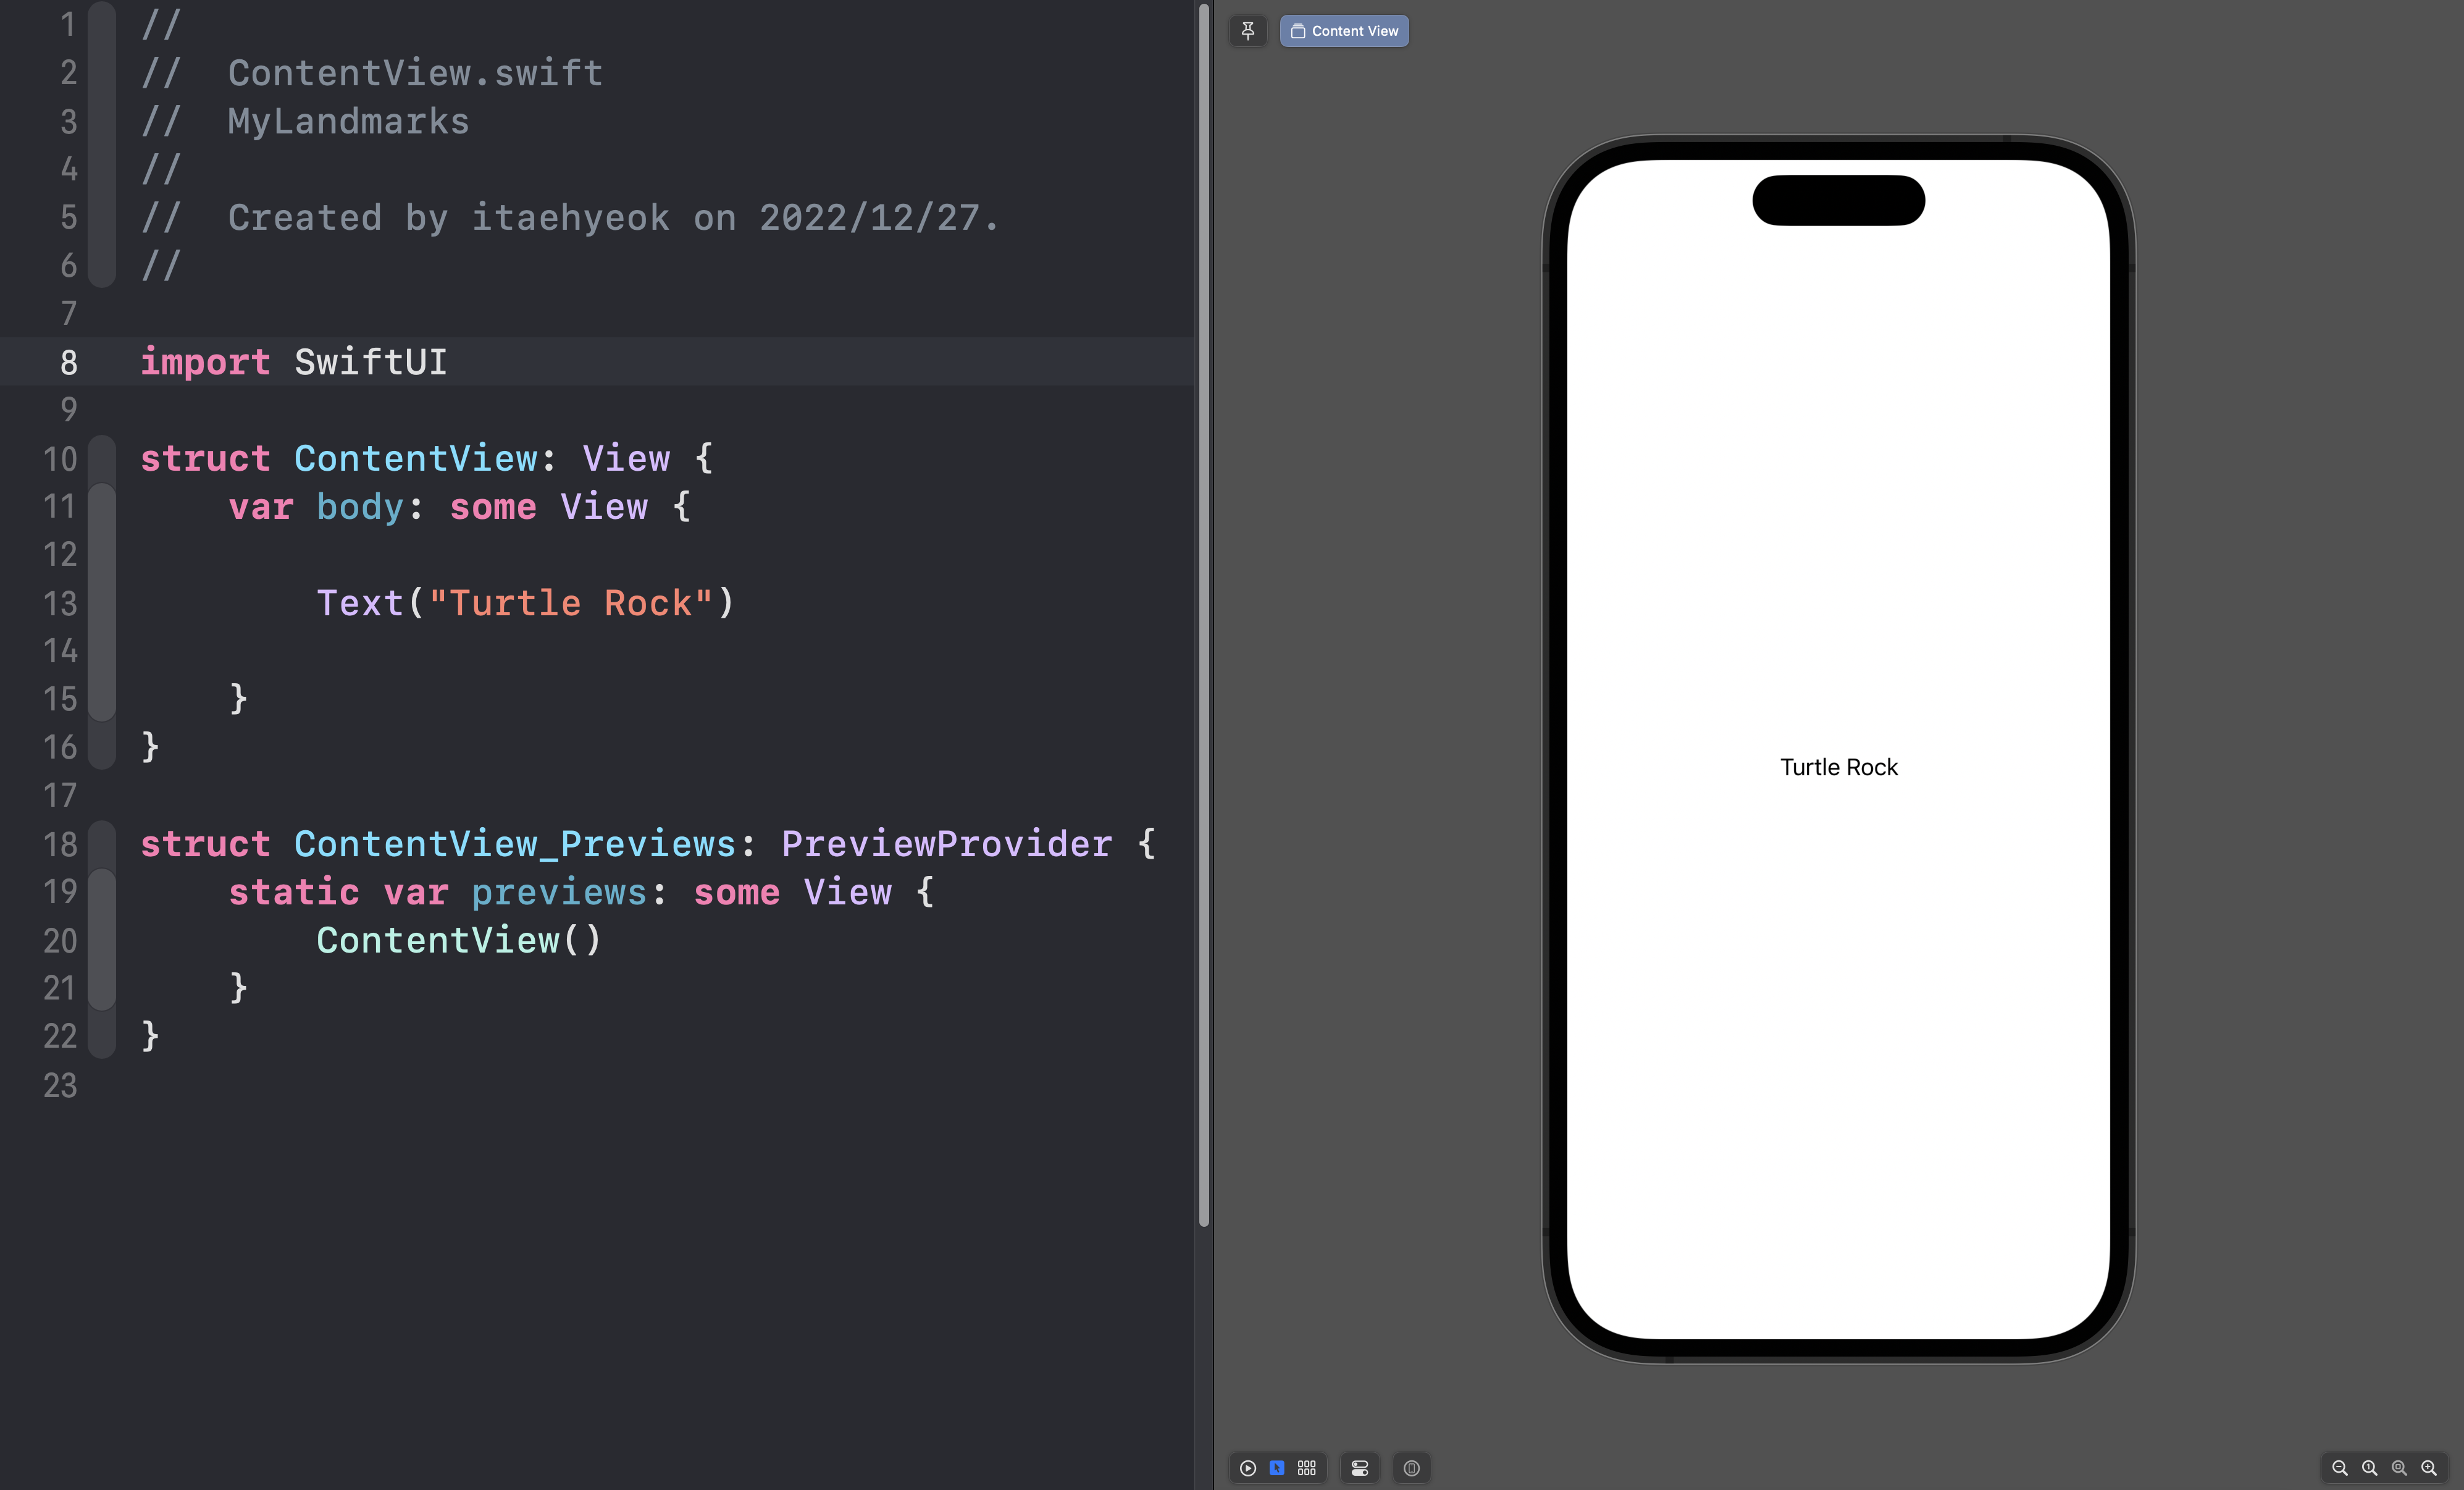 1 //
2 //  ContentView.swift
3 //  MyLandmarks
4 //
5 //  Created by itaehyeok on 2022/12/27.
6 //
7
8 import SwiftUI
9
10 struct ContentView: View {
11     var body: some View {
12
13         Text("Turtle Rock")
14
15     }
16 }
17
18 struct ContentView_Previews: PreviewProvider {
19     static var previews: some View {
20         ContentView()
21     }
22 }
23
Content View
Turtle Rock